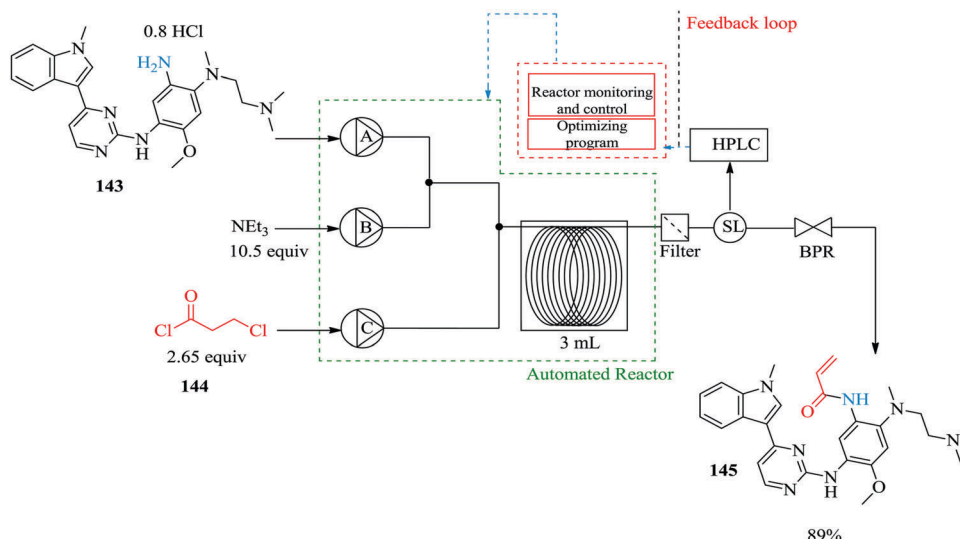 0.8 HCl
Feedback loop
N
H₂N
N
N
N
N
N
H
O
143
Reactor monitoring
and control
Optimizing
program
HPLC
A
NEt₃
10.5 equiv
B
SL
Filter
BPR
O
Cl
Cl
2.65 equiv
144
C
3 mL
Automated Reactor
N
O
NH
N
N
N
N
N
H
O
145
89%